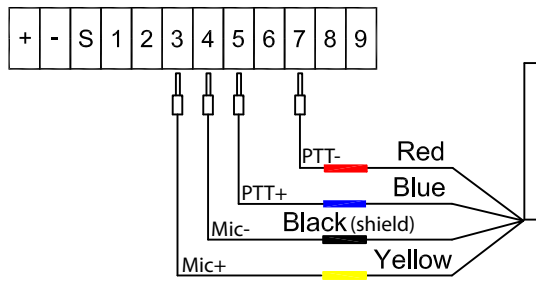 + - S 1 2 3 4 5 6 7 8 9
PTT- Red
PTT+ Blue
Mic- Black (shield)
Mic+ Yellow